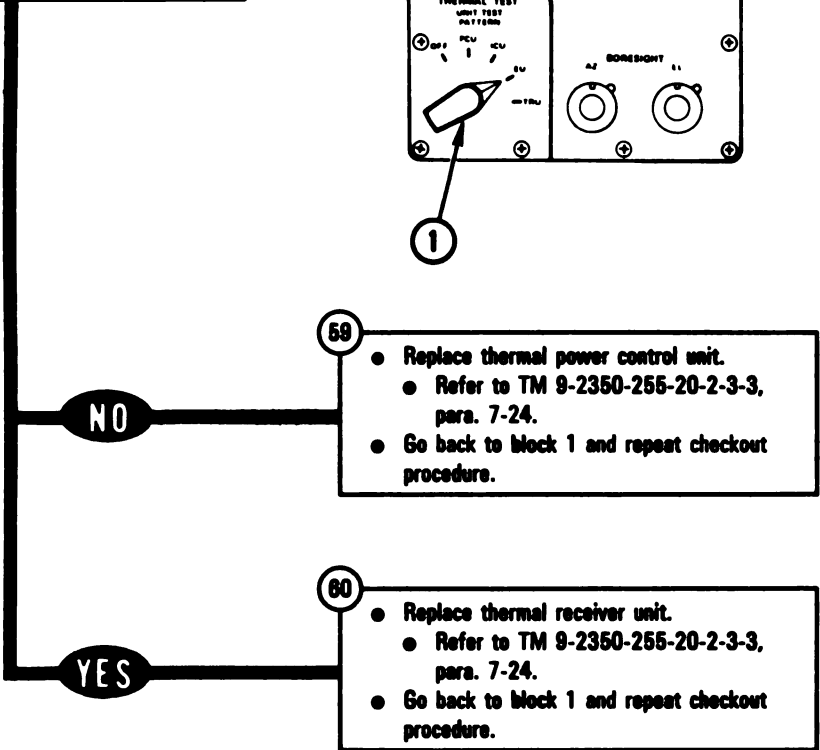 THERMAL TEST
UNIT TEST
PATTERN
OFF PCU ICU
EU
TRU
BORESIGHT
AZ EL
1
59
● Replace thermal power control unit.
● Refer to TM 9-2350-255-20-2-3-3,
para. 7-24.
● Go back to block 1 and repeat checkout
procedure.
NO
60
● Replace thermal receiver unit.
● Refer to TM 9-2350-255-20-2-3-3,
para. 7-24.
● Go back to block 1 and repeat checkout
procedure.
YES